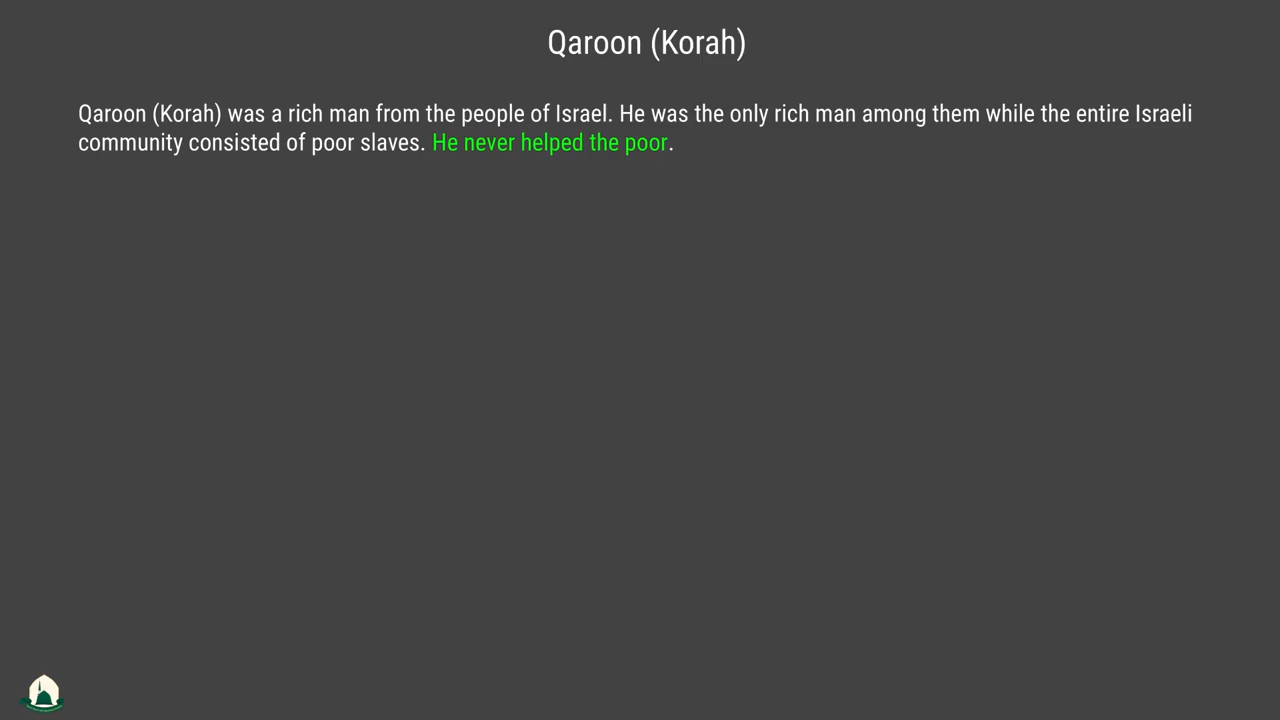 Qaroon (Korah)
Qaroon (Korah) was a rich man from the people of Israel. He was the only rich man among them while the entire Israeli
community consisted of poor slaves. He never helped the poor.